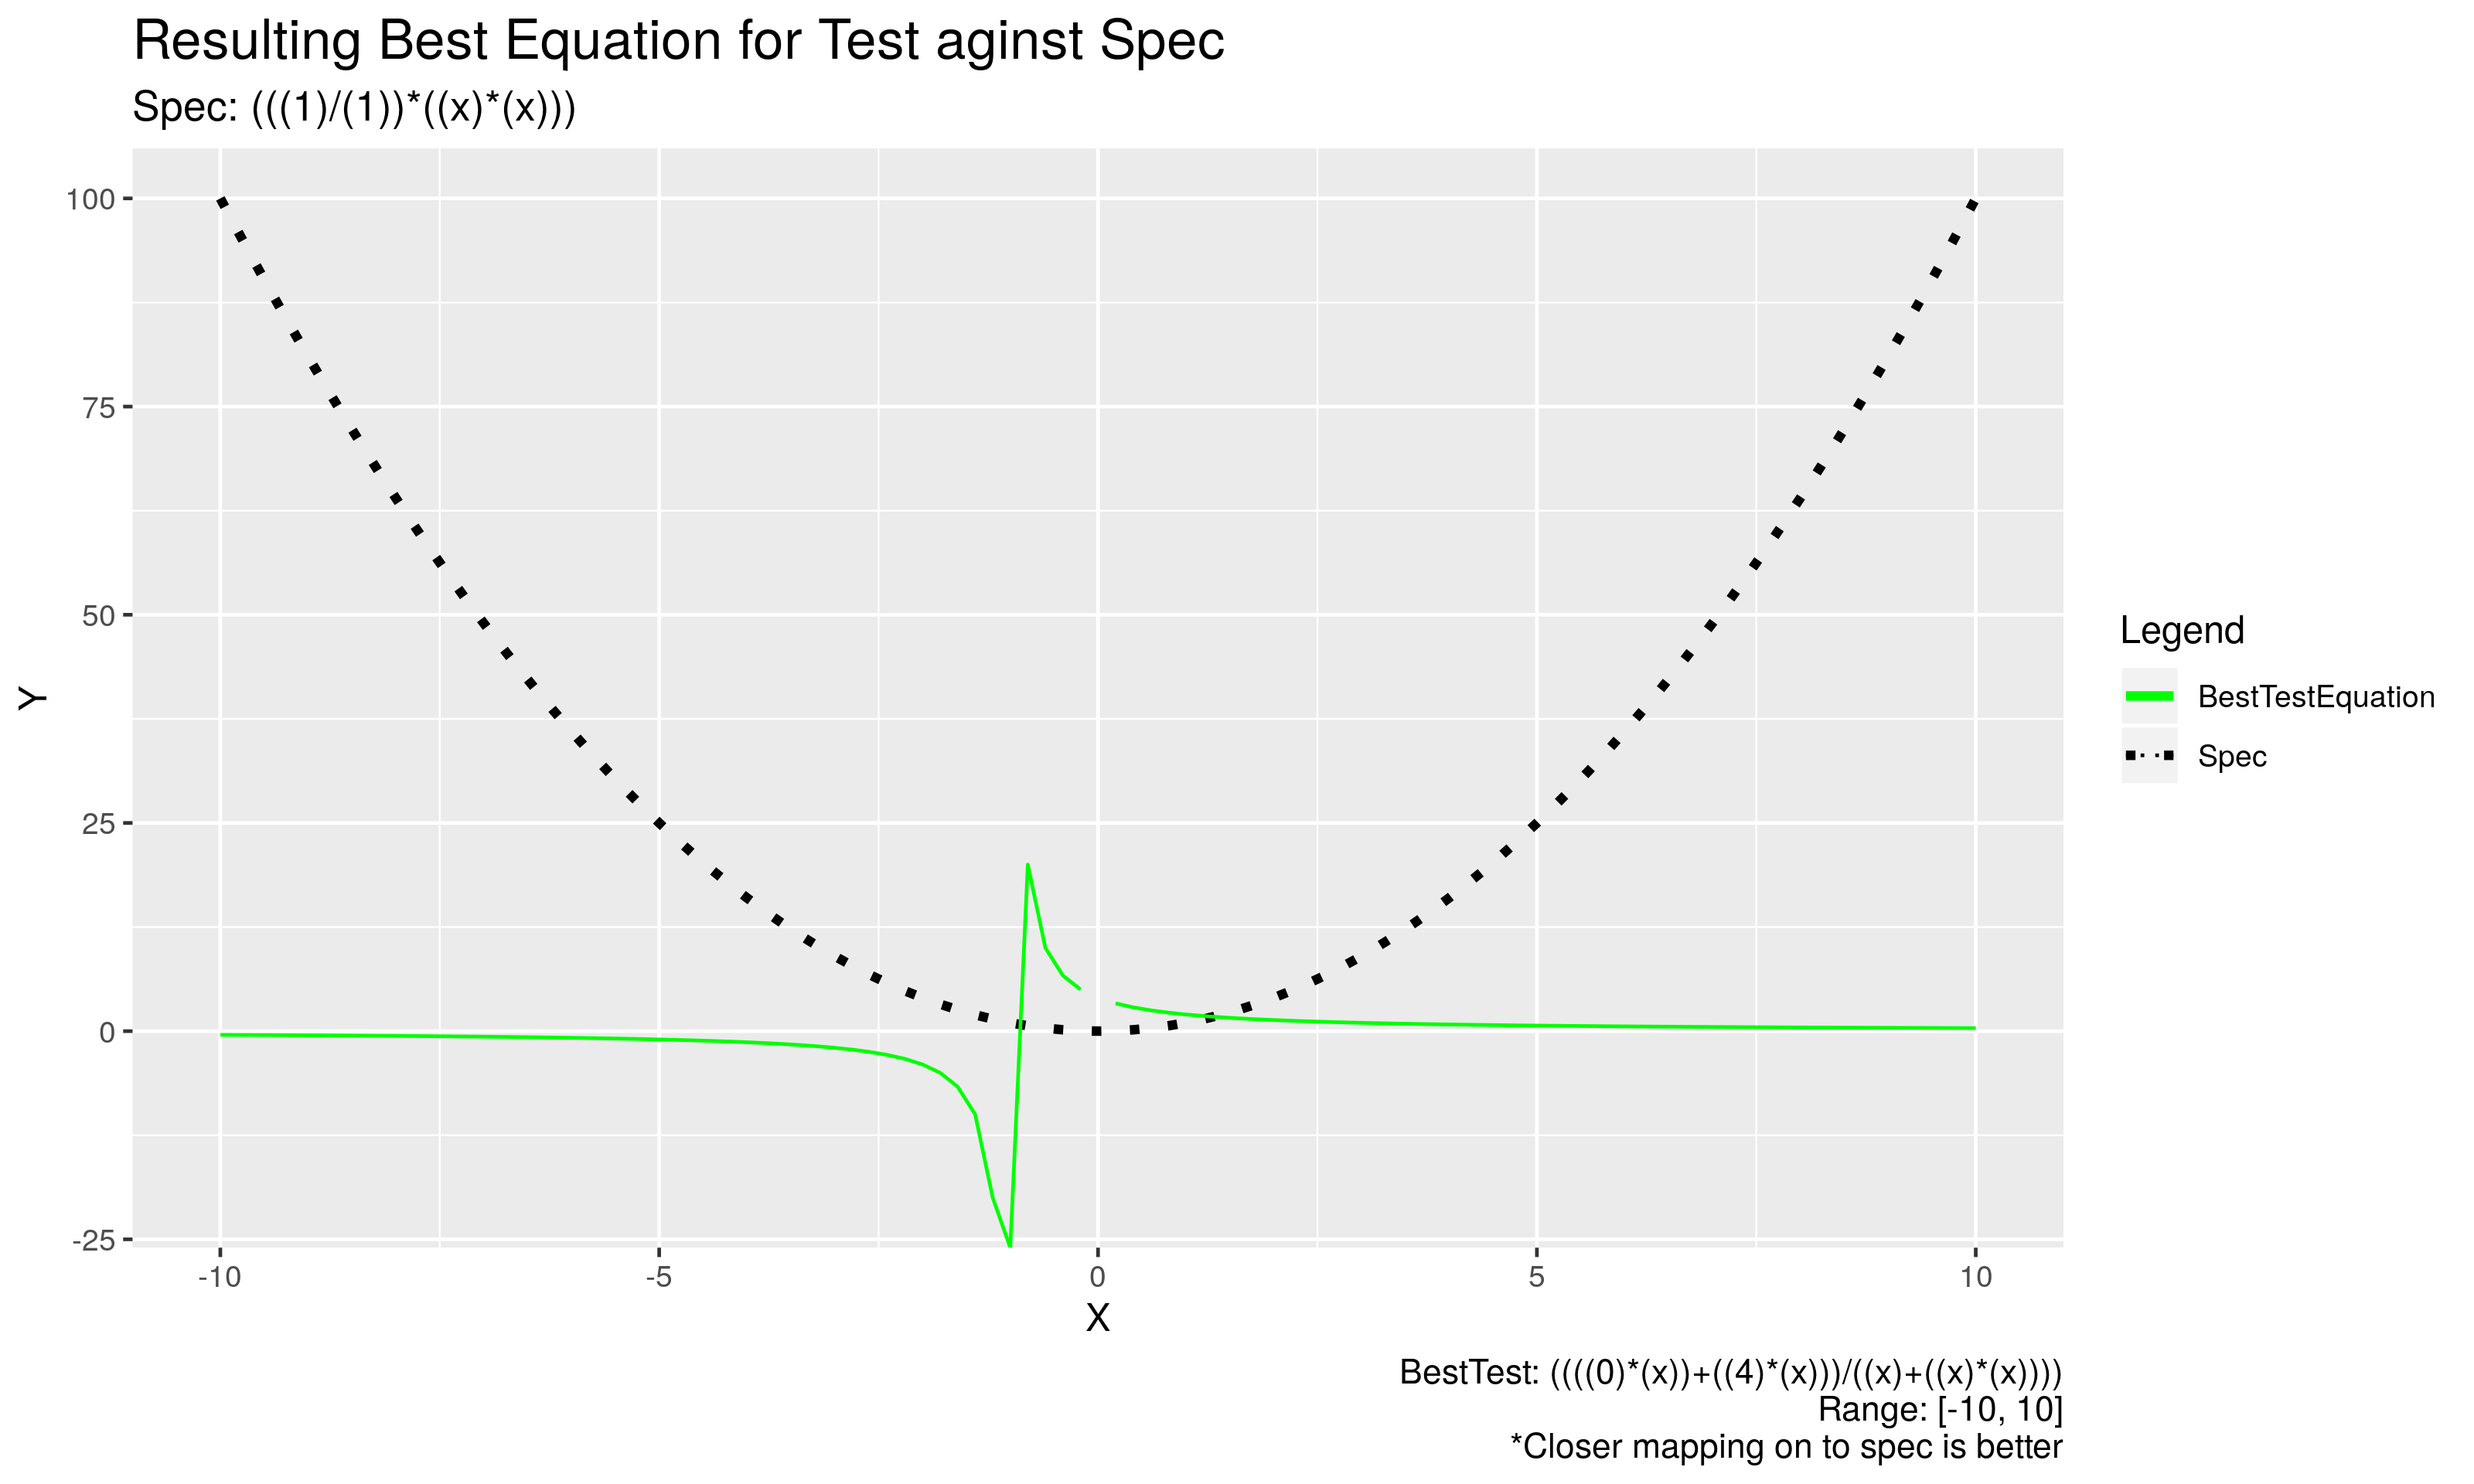 Resulting Best Equation for Test aginst Spec
Spec: (((1)/(1))*((x)*(x)))
100
75
50
25
0
-25
Y
-10
-5
0
5
10
X
Legend
BestTestEquation
Spec
BestTest: ((((0)*(x))+((4)*(x)))/((x)+((x)*(x))))
Range: [-10, 10]
*Closer mapping on to spec is better